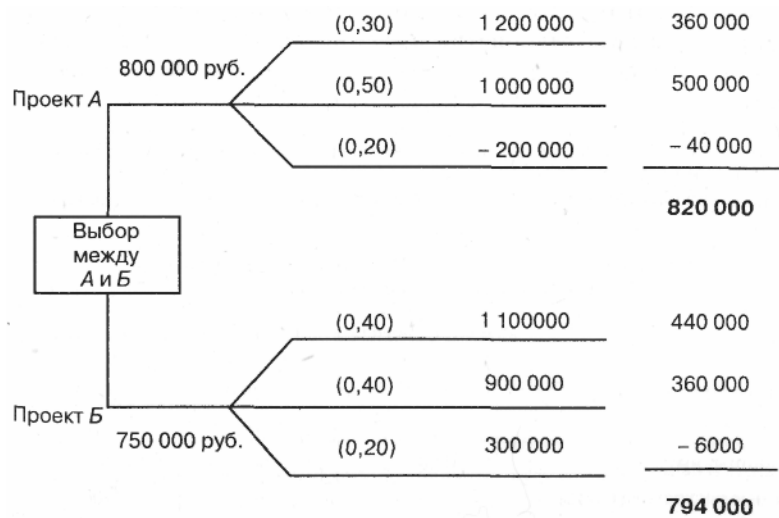 (0,30) 1 200 000 360 000
800 000 руб.
(0,50) 1 000 000 500 000
Проект А
(0,20) – 200 000 – 40 000
820 000
Выбор
между
А и Б
(0,40) 1 100000 440 000
(0,40) 900 000 360 000
Проект Б
750 000 руб.
(0,20) 300 000 – 6000
794 000